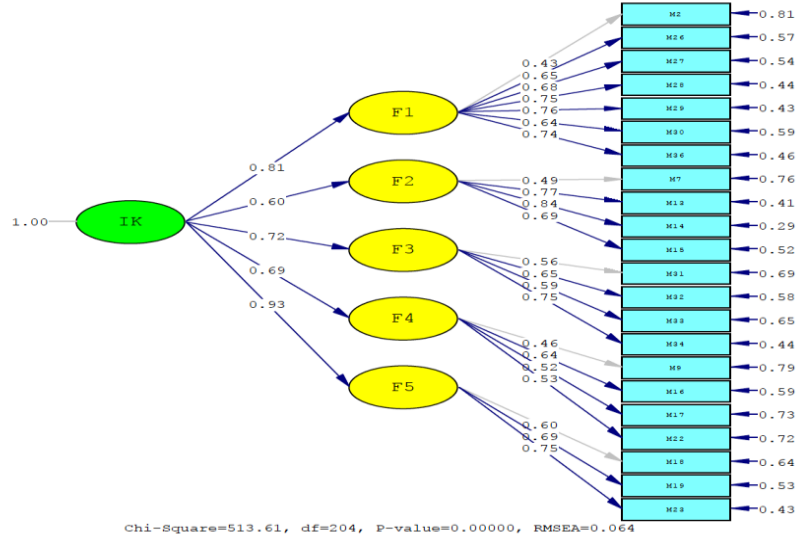 M2 0.81
M26 0.57
M27 0.54
M28 0.44
M29 0.43
M30 0.59
M36 0.46
M7 0.76
M13 0.41
M14 0.29
M15 0.52
M31 0.69
M32 0.58
M33 0.65
M34 0.44
M9 0.79
M16 0.59
M17 0.73
M22 0.72
M18 0.64
M19 0.53
M23 0.43
0.43
0.65
0.68
0.75
0.76
0.64
0.74
0.49
0.77
0.84
0.69
0.56
0.65
0.59
0.75
0.46
0.64
0.52
0.53
0.60
0.69
0.75
F1
F2
F3
F4
F5
0.81
0.60
0.72
0.69
0.93
1.00 IK
Chi-Square=513.61, df=204, P-value=0.00000, RMSEA=0.064